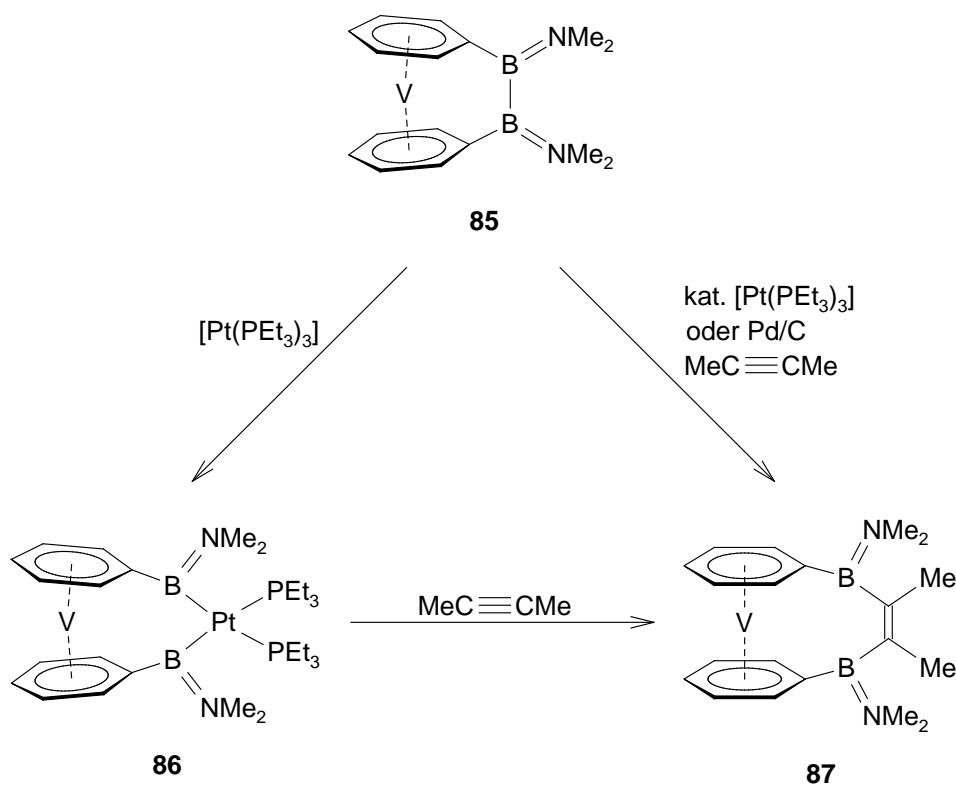 NMe₂
B
V
B
NMe₂
85
[Pt(PEt₃)₃]
kat. [Pt(PEt₃)₃]
oder Pd/C
MeC≡CMe
NMe₂
B
PEt₃
V
Pt
PEt₃
B
NMe₂
86
MeC≡CMe
NMe₂
B
Me
V
Me
B
NMe₂
87